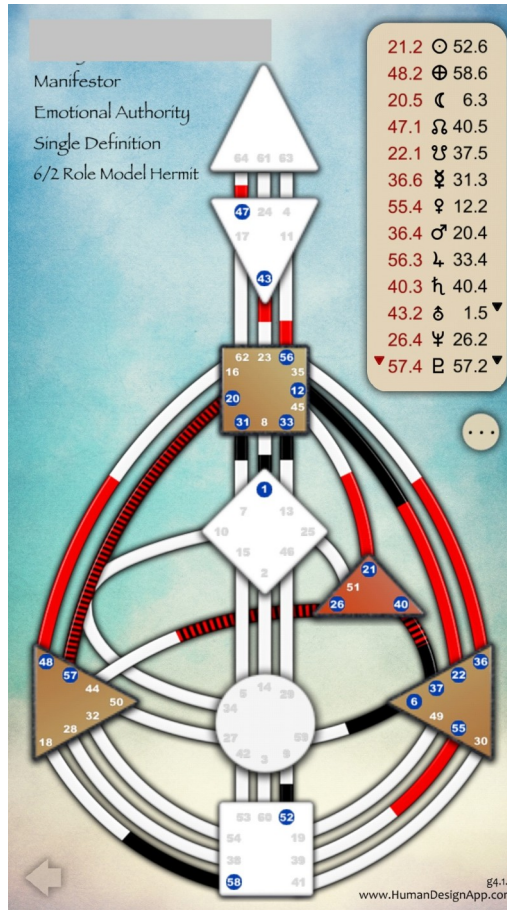 Manifestor
Emotional Authority
Single Definition
6/2 Role Model Hermit
21.2 ☉ 52.6
48.2 ⊕ 58.6
20.5 ☾ 6.3
47.1 ☊ 40.5
22.1 ☋ 37.5
36.6 ☿ 31.3
55.4 ♀ 12.2
36.4 ♂ 20.4
56.3 ♃ 33.4
40.3 ♄ 40.4
43.2 ⛢ 1.5
26.4 ♆ 26.2
57.4 ♇ 57.2
64 61 63
47 24 4
17 11
43
62 23 56
16 35
20 12
45
31 8 33
1
7 13
10 25
15 46
2
21
51
26 40
48
57
44
50
32
28
18
36
22
37
6
49
55
30
5 14 29
34
27 59
42 3 9
53 60 52
54 19
38 39
58 41
g4.1.
www.HumanDesignApp.com